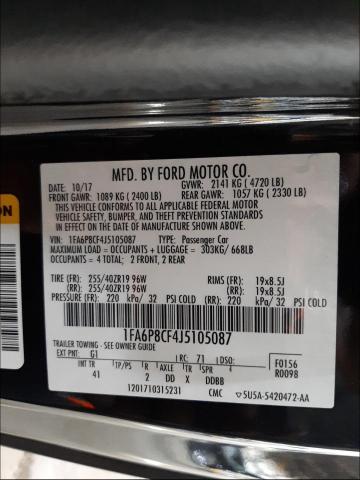 MFD. BY FORD MOTOR CO.
DATE: 10/17 GVWR: 2141 KG (4720 LB)
FRONT GAWR: 1089 KG (2400 LB) REAR GAWR: 1057 KG (2330 LB)
THIS VEHICLE CONFORMS TO ALL APPLICABLE FEDERAL MOTOR
VEHICLE SAFETY, BUMPER, AND THEFT PREVENTION STANDARDS
IN EFFECT ON THE DATE OF MANUFACTURE SHOWN ABOVE.
VIN: 1FA6P8CF4J5105087 TYPE: Passenger Car
MAXIMUM LOAD = OCCUPANTS + LUGGAGE = 303KG/ 668LB
OCCUPANTS = 4 TOTAL: 2 FRONT, 2 REAR
TIRE (FR): 255/40ZR19 96W RIMS(FR): 19x8.5J
TIRE (RR): 255/40ZR19 96W (RR): 19x8.5J
PRESSURE (FR): 220 kPa/ 32 PSI COLD (RR): 220 kPa/ 32 PSI COLD
1FA6P8CF4J5105087
TRAILER TOWING - SEE OWNER GUIDE
EXT PNT: G1 RC: 71 DSO: F0156
INT TR TP/PS R AXLE TR SPR R0098
41 2 DD X DDBB
1201710315231 CMC 5U5A-5420472-AA